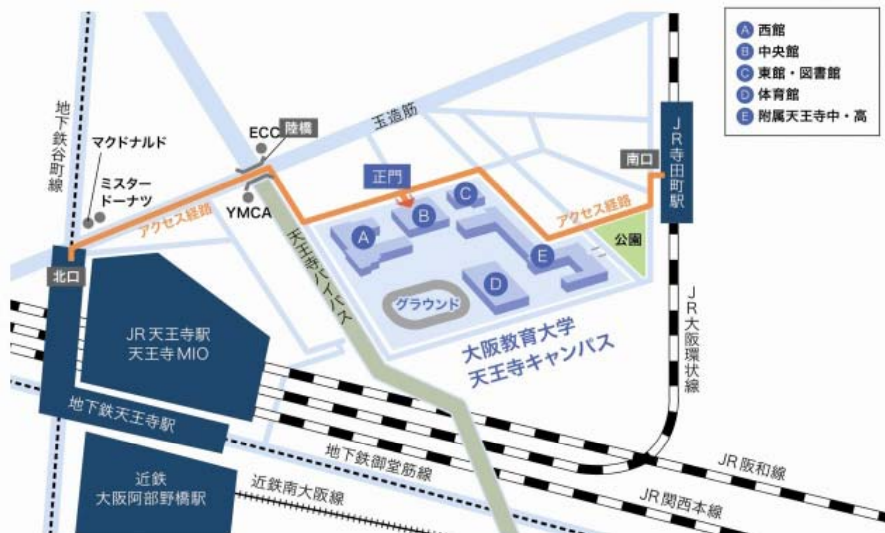 A 西館
B 中央館
C 東館・図書館
D 体育館
E 附属天王寺中・高
地下鉄谷町線
マクドナルド
ミスター
ドーナツ
アクセス経路
ECC
陸橋
YMCA
玉造筋
正門
A
B
C
D
E
グラウンド
南口
JR寺田町駅
アクセス経路
公園
天王寺バイパス
大阪教育大学
天王寺キャンパス
JR大阪環状線
北口
JR天王寺駅
天王寺MIO
地下鉄天王寺駅
近鉄
大阪阿部野橋駅
地下鉄御堂筋線
近鉄南大阪線
JR阪和線
JR関西本線